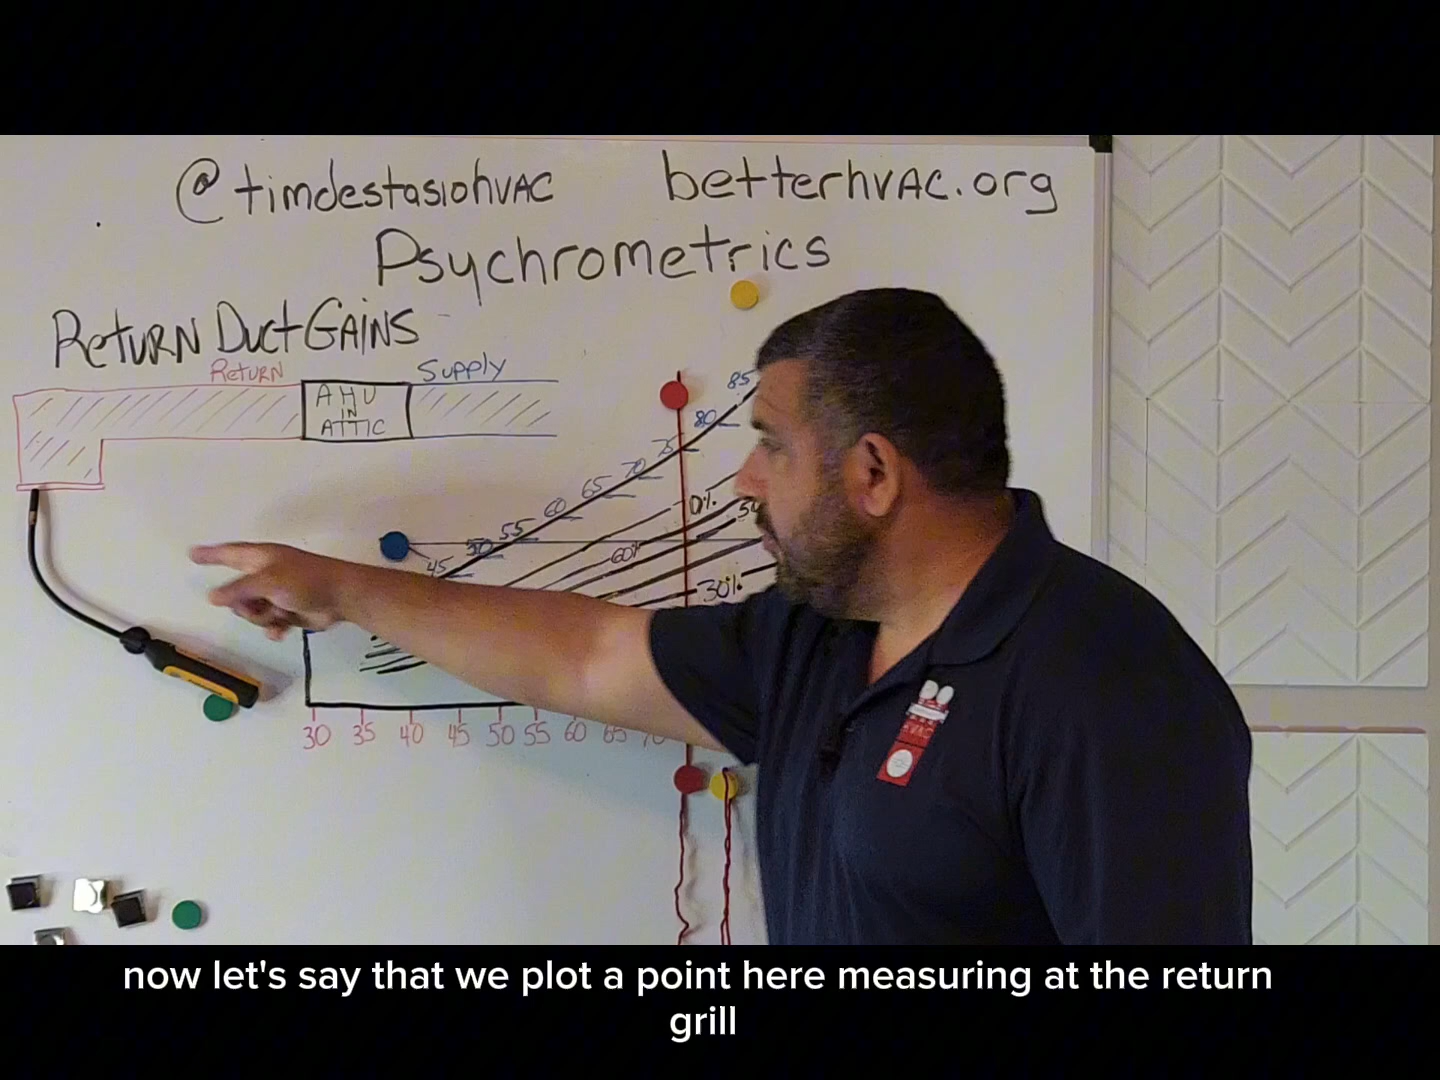 @timdestasiohvac betterhvac.org
Psychrometrics
Return Duct Gains
Return
Supply
AHU
IN
ATTIC
85
80
75
70
65
60
55
50
45
0%
60%
30%
30 35 40 45 50 55 60 65 70
now let's say that we plot a point here measuring at the return
grill